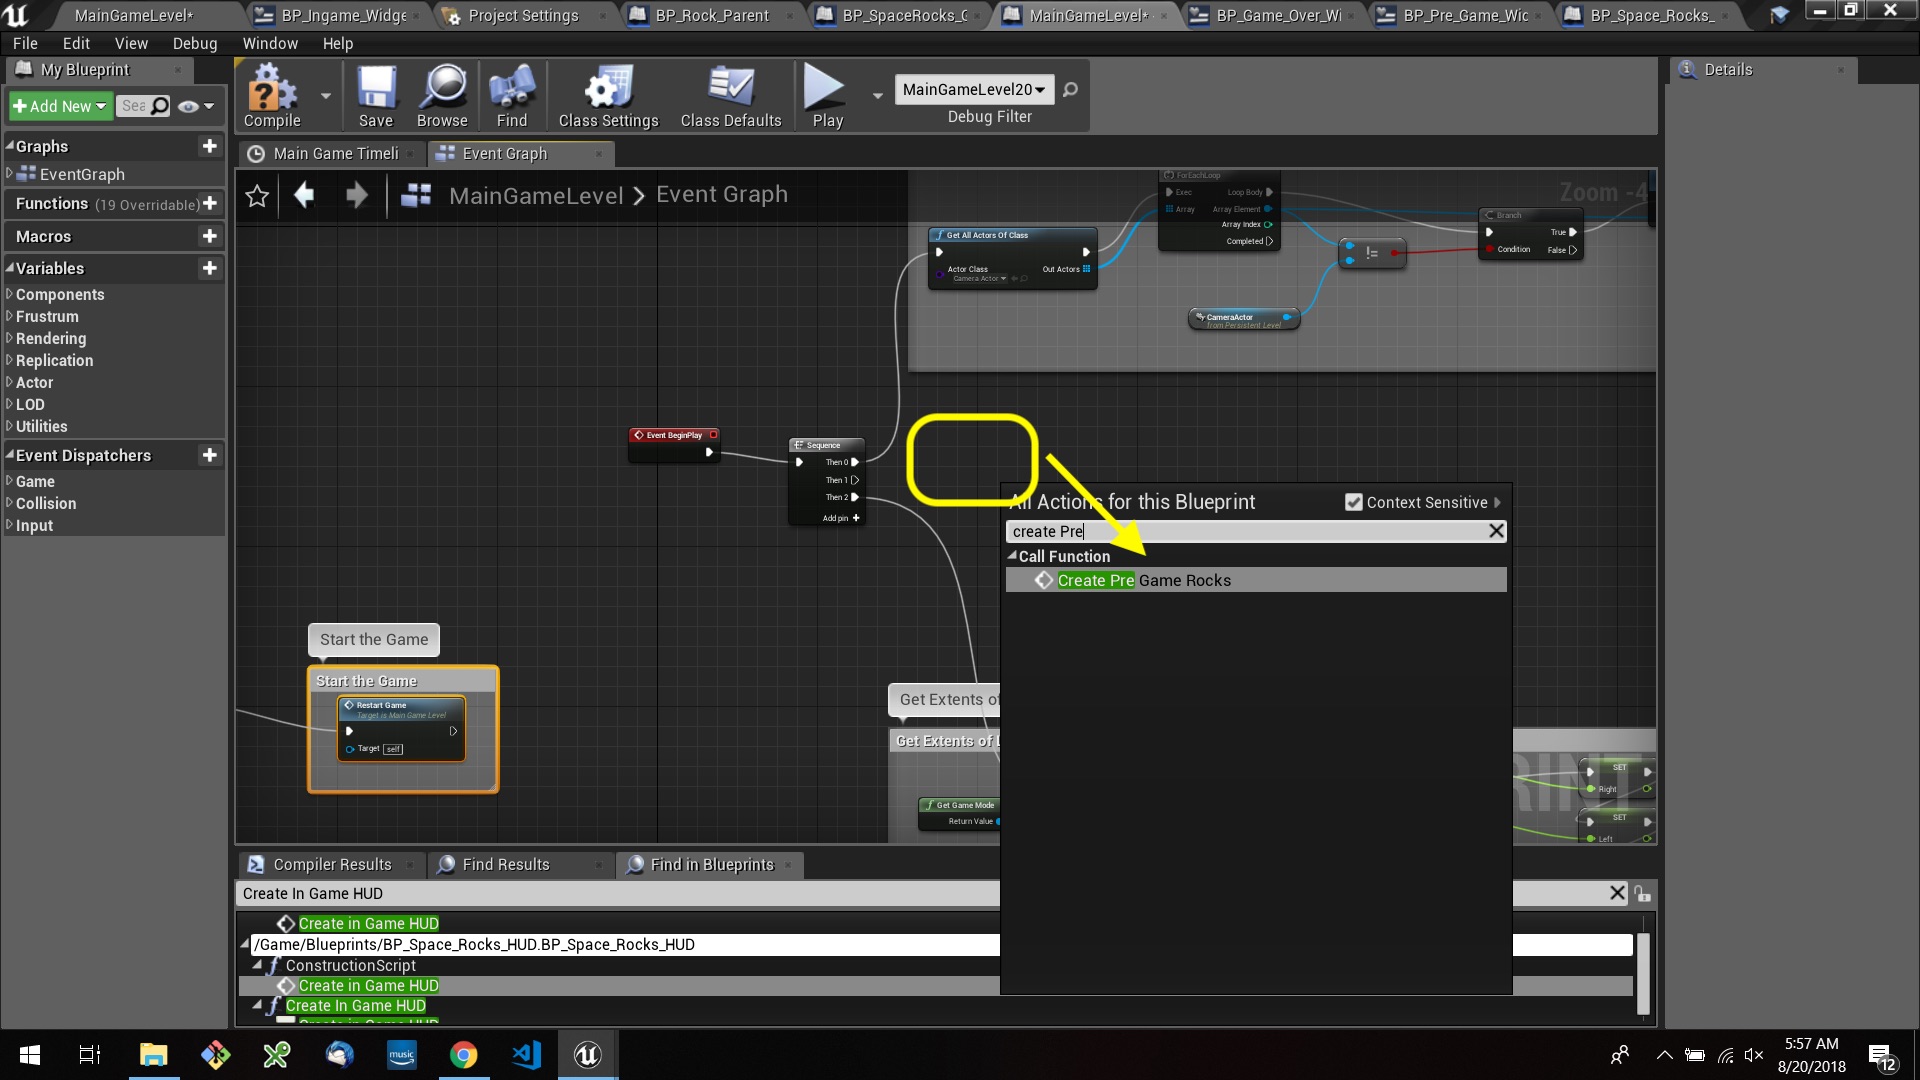 MainGameLevel*
BP_Ingame_Widge
Project Settings
BP_Rock_Parent
BP_SpaceRocks_
MainGameLevel*
BP_Game_Over_Wi
BP_Pre_Game_Wic
BP_Space_Rocks_
File Edit View Debug Window Help
My Blueprint
Add New
Sea
Graphs
EventGraph
Functions (19 Overridable)
Macros
Variables
Components
Frustrum
Rendering
Replication
Actor
LOD
Utilities
Event Dispatchers
Game
Collision
Input
Compile
Save
Browse
Find
Class Settings
Class Defaults
Play
MainGameLevel20
Debug Filter
Details
Main Game Timeli
Event Graph
MainGameLevel > Event Graph
Zoom -4
ForEachLoop
Exec Loop Body
Array Array Element
Array Index
Completed
Get All Actors Of Class
Actor Class Out Actors
Camera Actor
!=
Branch
True
Condition False
CameraActor
from Persistent Level
Event BeginPlay
Sequence
Then 0
Then 1
Then 2
Add pin +
All Actions for this Blueprint
Context Sensitive
create Pre
Call Function
Create Pre Game Rocks
Start the Game
Start the Game
Restart Game
Target is Main Game Level
Target self
Get Extents of
Get Extents of
Get Game Mode
Return Value
RINT
SET
Right
SET
Left
Compiler Results
Find Results
Find in Blueprints
Create In Game HUD
Create in Game HUD
/Game/Blueprints/BP_Space_Rocks_HUD.BP_Space_Rocks_HUD
ConstructionScript
Create in Game HUD
Create In Game HUD
Create in Game HUD
music
5:57 AM
8/20/2018
12